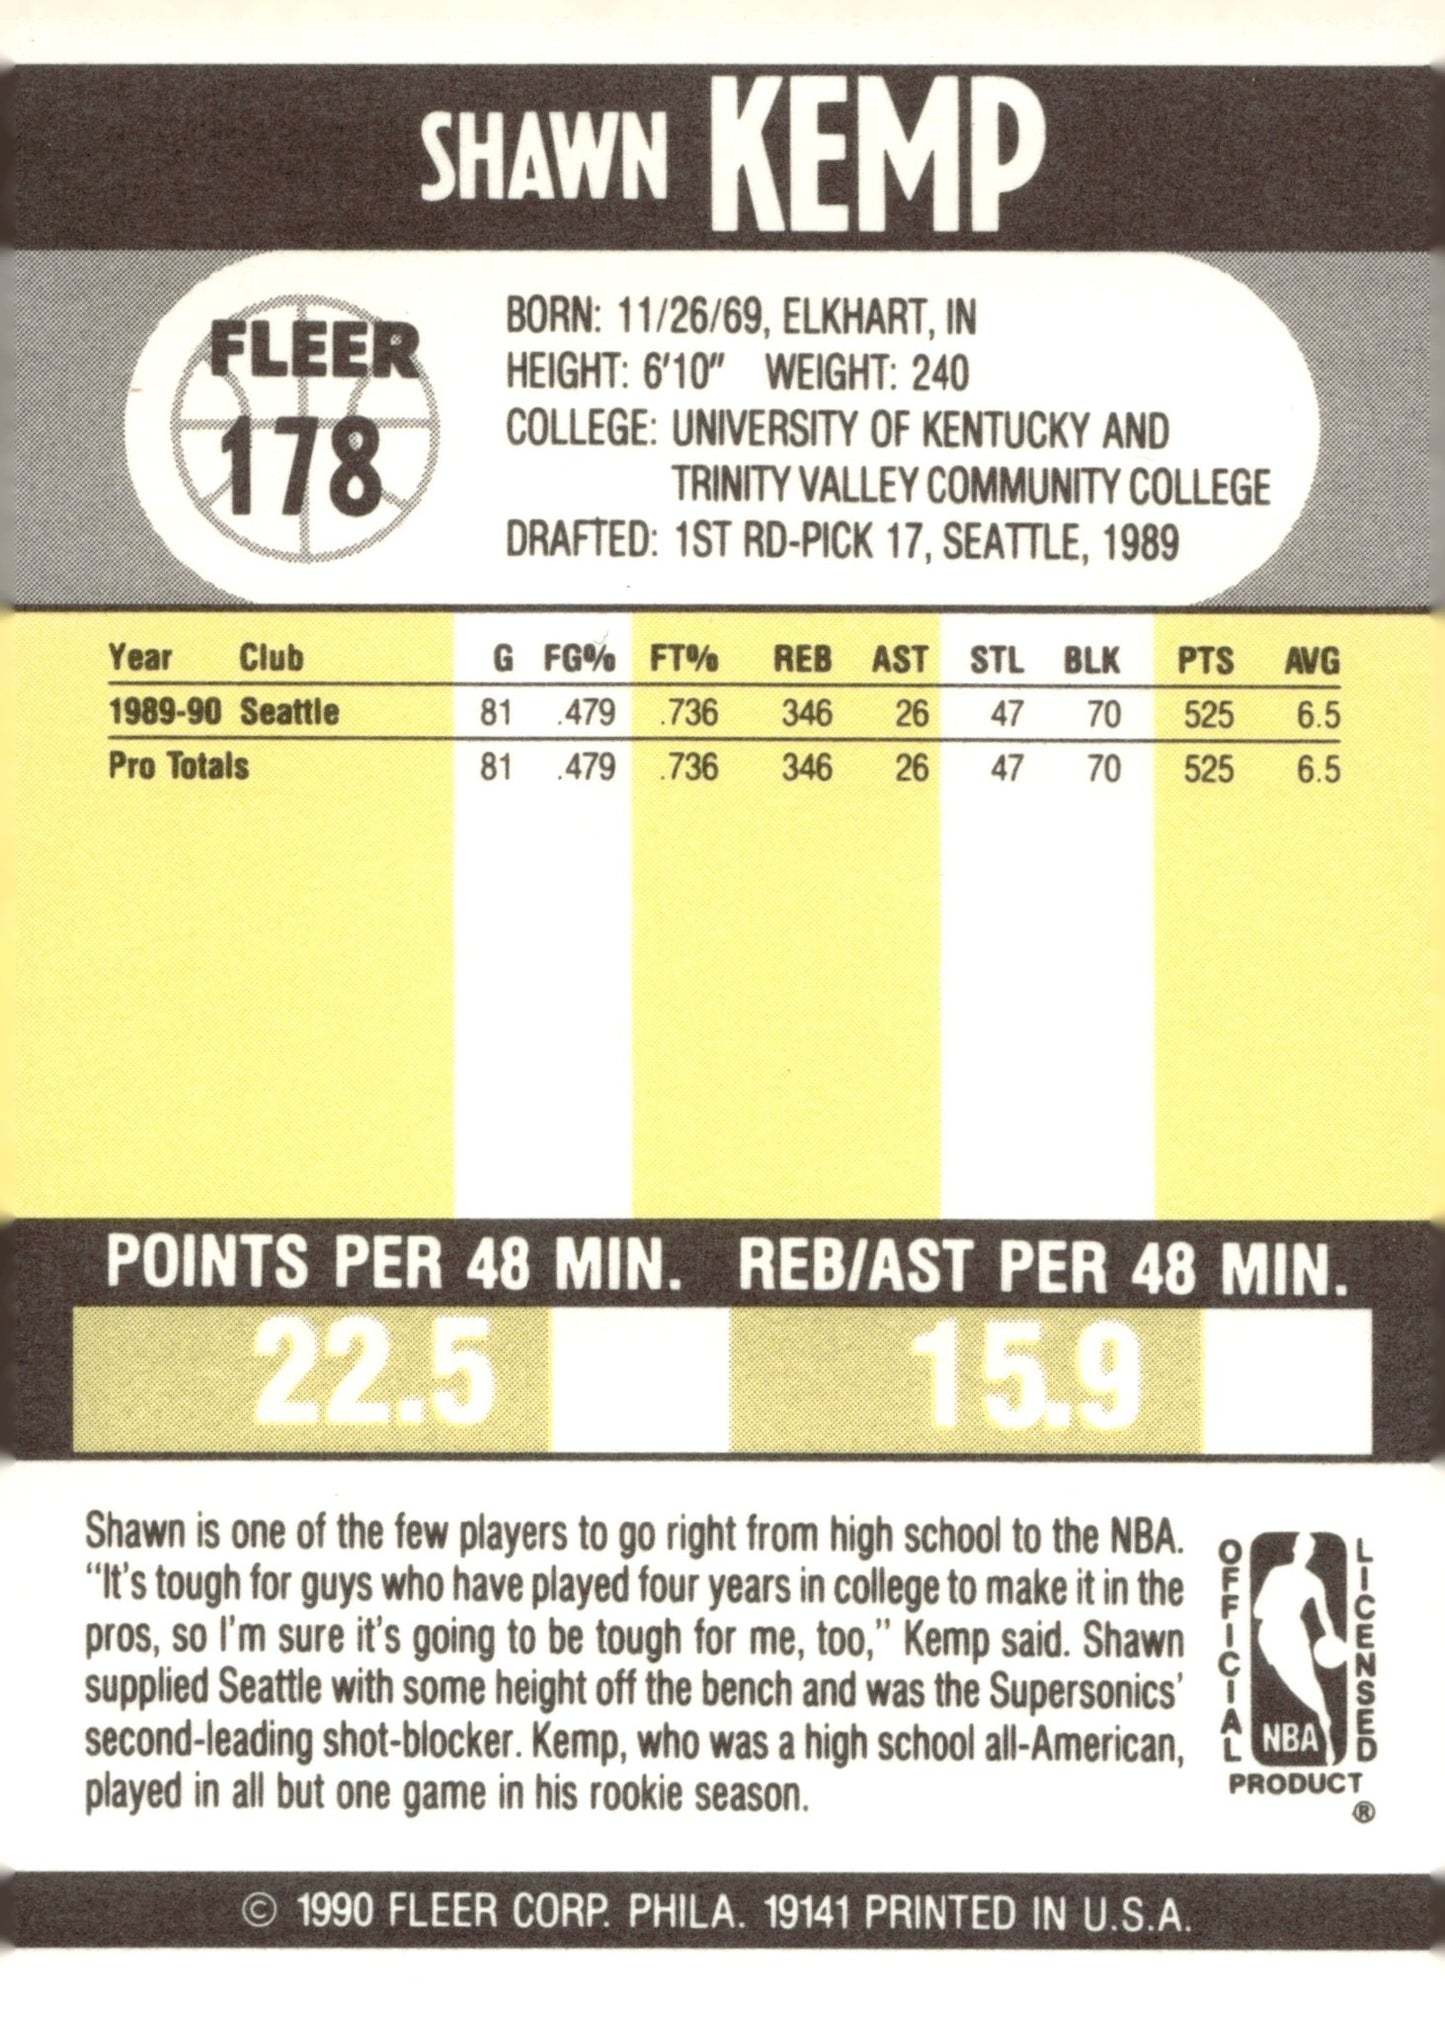 SHAWN KEMP
FLEER
178
BORN: 11/26/69, ELKHART, IN
HEIGHT: 6'10" WEIGHT: 240
COLLEGE: UNIVERSITY OF KENTUCKY AND
TRINITY VALLEY COMMUNITY COLLEGE
DRAFTED: 1ST RD-PICK 17, SEATTLE, 1989
Year Club G FG% FT% REB AST STL BLK PTS AVG
1989-90 Seattle 81 .479 .736 346 26 47 70 525 6.5
Pro Totals 81 .479 .736 346 26 47 70 525 6.5
POINTS PER 48 MIN. REB/AST PER 48 MIN.
22.5 15.9
Shawn is one of the few players to go right from high school to the NBA.
“It's tough for guys who have played four years in college to make it in the
pros, so I'm sure it's going to be tough for me, too,” Kemp said. Shawn
supplied Seattle with some height off the bench and was the Supersonics'
second-leading shot-blocker. Kemp, who was a high school all-American,
played in all but one game in his rookie season.
OFFICIAL
LICENSED
NBA
PRODUCT
®
© 1990 FLEER CORP. PHILA. 19141 PRINTED IN U.S.A.